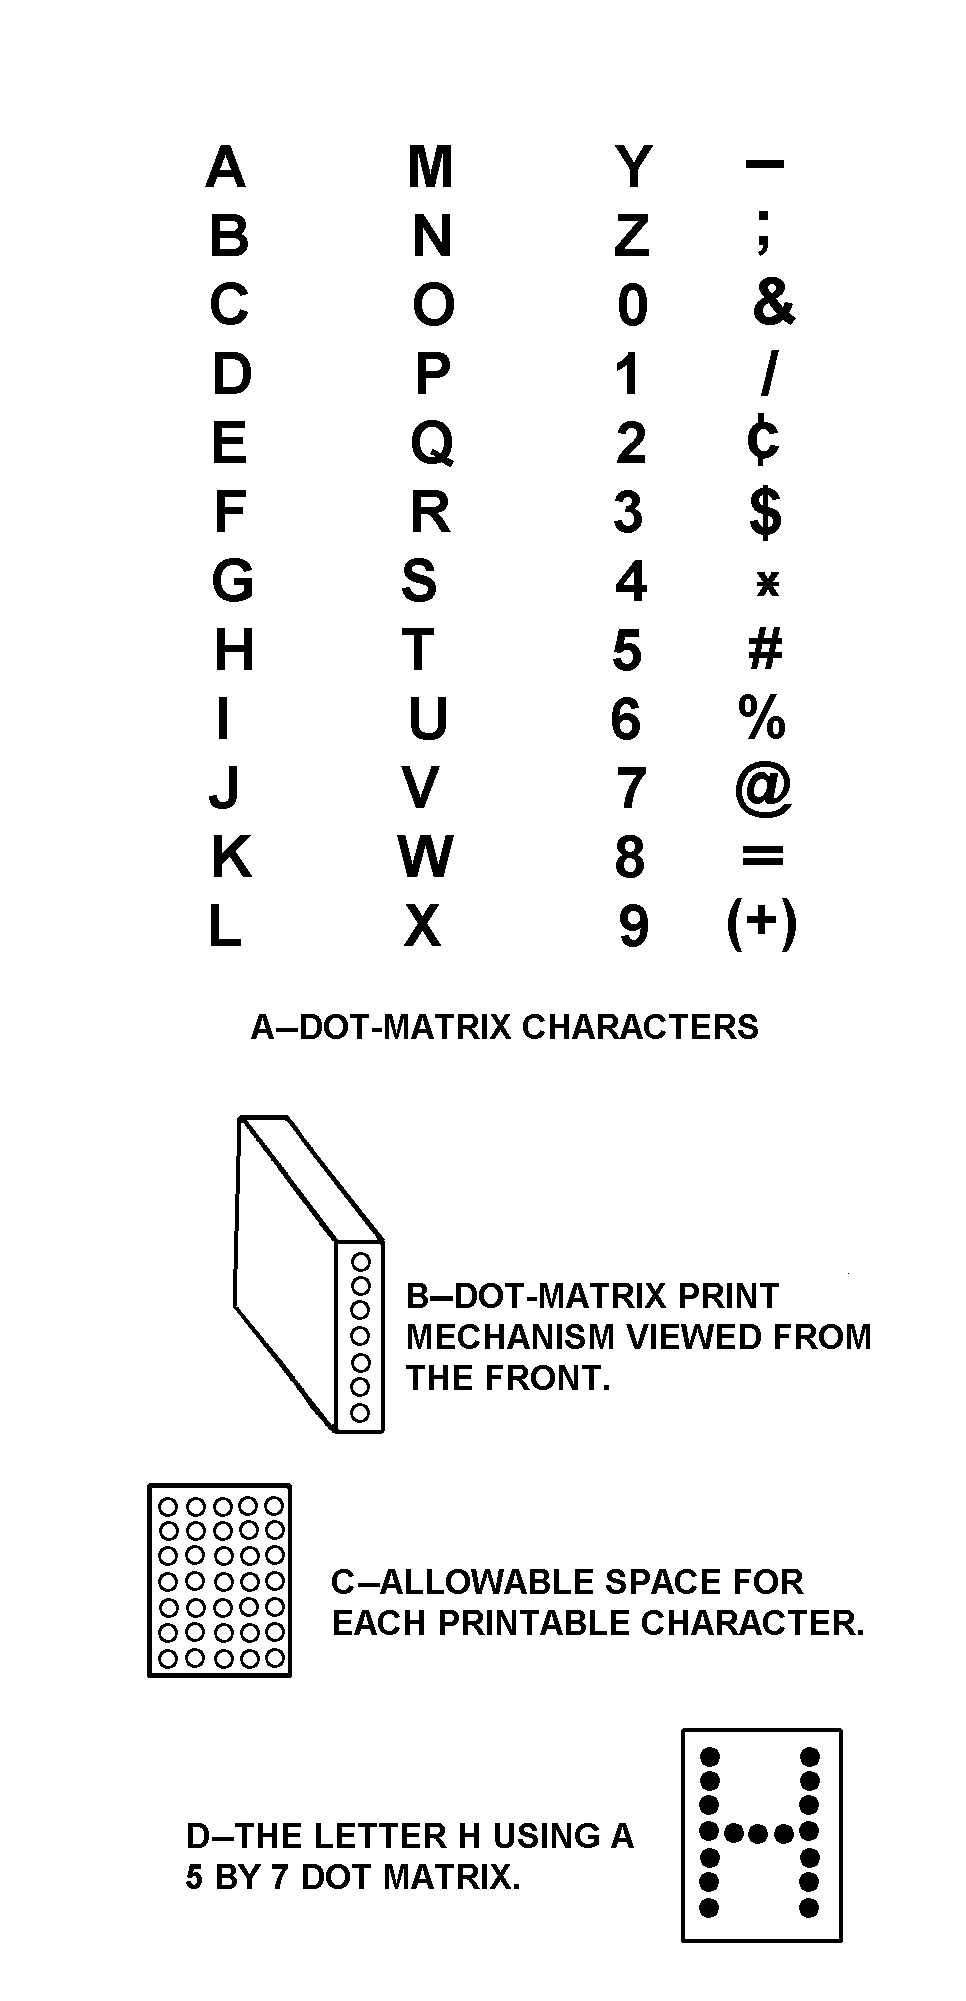 A M Y –
B N Z ;
C O 0 &
D P 1 /
E Q 2 ¢
F R 3 $
G S 4 *
H T 5 #
I U 6 %
J V 7 @
K W 8 =
L X 9 (+)
A–DOT-MATRIX CHARACTERS
B–DOT-MATRIX PRINT
MECHANISM VIEWED FROM
THE FRONT.
C–ALLOWABLE SPACE FOR
EACH PRINTABLE CHARACTER.
D–THE LETTER H USING A
5 BY 7 DOT MATRIX.
H